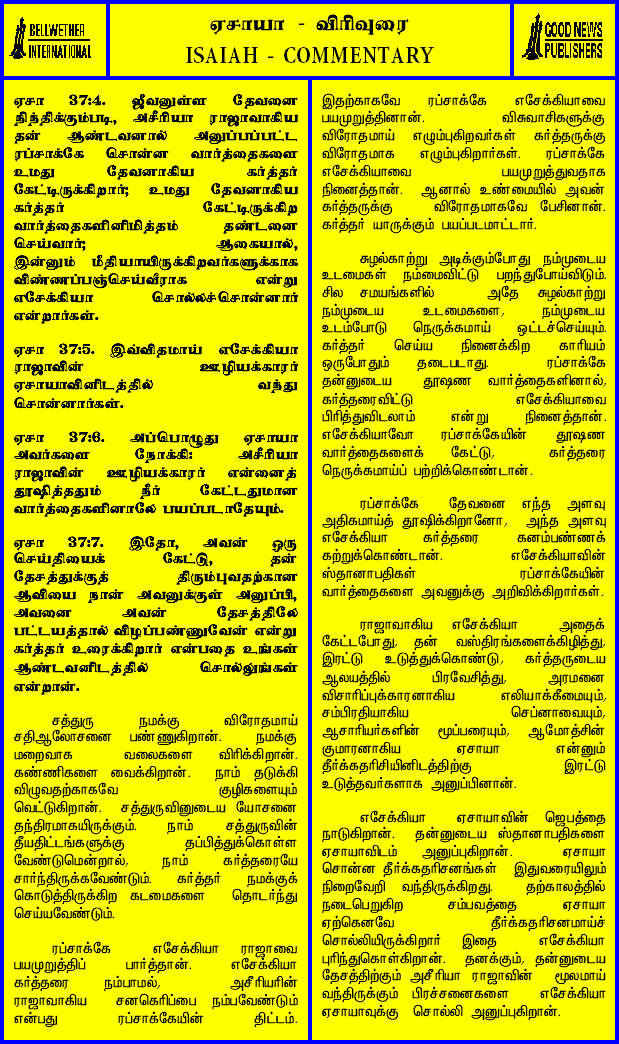 BELLWETHER
INTERNATIONAL
ஏசாயா - விரிவுரை
ISAIAH - COMMENTARY
GOOD NEWS
PUBLISHERS
ஏசா 37:4. ஜீவனுள்ள தேவனை
நிந்திக்கும்படி, அசீரியா ராஜாவாகிய
தன் ஆண்டவனால் அனுப்பப்பட்ட
ரப்சாக்கே சொன்ன வார்த்தைகளை
உமது தேவனாகிய கர்த்தர்
கேட்டிருக்கிறார்; உமது தேவனாகிய
கர்த்தர் கேட்டிருக்கிற
வார்த்தைகளினிமித்தம் தண்டனை
செய்வார்; ஆகையால்,
இன்னும் மீதியாயிருக்கிறவர்களுக்காக
விண்ணப்பஞ்செய்வீராக என்று
எசேக்கியா சொல்லச்சொன்னார்
என்றார்கள்.
ஏசா 37:5. இவ்விதமாய் எசேக்கியா
ராஜாவின் ஊழியக்காரர்
ஏசாயாவினிடத்தில் வந்து
சொன்னார்கள்.
ஏசா 37:6. அப்பொழுது ஏசாயா
அவர்களை நோக்கி: அசீரியா
ராஜாவின் ஊழியக்காரர் என்னைத்
தூஷித்ததும் நீர் கேட்டதுமான
வார்த்தைகளினாலே பயப்படாதேயும்.
ஏசா 37:7. இதோ, அவன் ஒரு
செய்தியைக் கேட்டு, தன்
தேசத்துக்குத் திரும்புவதற்கான
ஆவியை நான் அவனுக்குள் அனுப்பி,
அவனை அவன் தேசத்திலே
பட்டயத்தால் விழப்பண்ணுவேன் என்று
கர்த்தர் உரைக்கிறார் என்பதை உங்கள்
ஆண்டவனிடத்தில் சொல்லுங்கள்
என்றான்.
சத்துரு நமக்கு விரோதமாய்
சதிஆலோசனை பண்ணுகிறான். நமக்கு
மறைவாக வலைகளை விரிக்கிறான்.
கண்ணிகளை வைக்கிறான். நாம் தடுக்கி
விழுவதற்காகவே குழிகளையும்
வெட்டுகிறான். சத்துருவினுடைய யோசனை
தந்திரமாகயிருக்கும். நாம் சத்துருவின்
தீயதிட்டங்களுக்கு தப்பித்துக்கொள்ள
வேண்டுமென்றால், நாம் கர்த்தரையே
சார்ந்திருக்கவேண்டும். கர்த்தர் நமக்குக்
கொடுத்திருக்கிற கடமைகளை தொடர்ந்து
செய்யவேண்டும்.
ரப்சாக்கே எசேக்கியா ராஜாவை
பயமுறுத்திப் பார்த்தான். எசேக்கியா
கர்த்தரை நம்பாமல், அசீரியரின்
ராஜாவாகிய சனகெரிப்பை நம்பவேண்டும்
என்பது ரப்சாக்கேயின் திட்டம்.
இதற்காகவே ரப்சாக்கே எசேக்கியாவை
பயமுறுத்தினான். விசுவாசிகளுக்கு
விரோதமாய் எழும்புகிறவர்கள் கர்த்தருக்கு
விரோதமாக எழும்புகிறார்கள். ரப்சாக்கே
எசேக்கியாவை பயமுறுத்துவதாக
நினைத்தான். ஆனால் உண்மையில் அவன்
கர்த்தருக்கு விரோதமாகவே பேசினான்.
கர்த்தர் யாருக்கும் பயப்படமாட்டார்.
சுழல்காற்று அடிக்கும்போது நம்முடைய
உடமைகள் நம்மைவிட்டு பறந்துபோய்விடும்.
சில சமயங்களில் அதே சுழல்காற்று
நம்முடைய உடமைகளை, நம்முடைய
உடம்போடு நெருக்கமாய் ஒட்டச்செய்யும்.
கர்த்தர் செய்ய நினைக்கிற காரியம்
ஒருபோதும் தடைபடாது. ரப்சாக்கே
தன்னுடைய தூஷண வார்த்தைகளினால்,
கர்த்தரைவிட்டு எசேக்கியாவை
பிரித்துவிடலாம் என்று நினைத்தான்.
எசேக்கியாவோ ரப்சாக்கேயின் தூஷண
வார்த்தைகளைக் கேட்டு, கர்த்தரை
நெருக்கமாய்ப் பற்றிக்கொண்டான்.
ரப்சாக்கே தேவனை எந்த அளவு
அதிகமாய்த் தூஷிக்கிறானோ, அந்த அளவு
எசேக்கியா கர்த்தரை கனம்பண்ணக்
கற்றுக்கொண்டான். எசேக்கியாவின்
ஸ்தானாபதிகள் ரப்சாக்கேயின்
வார்த்தைகளை அவனுக்கு அறிவிக்கிறார்கள்.
ராஜாவாகிய எசேக்கியா அதைக்
கேட்டபோது, தன் வஸ்திரங்களைக்கிழித்து,
இரட்டு உடுத்துக்கொண்டு, கர்த்தருடைய
ஆலயத்தில் பிரவேசித்து, அரமனை
விசாரிப்புக்காரனாகிய எலியாக்கீமையும்,
சம்பிரதியாகிய செப்னாவையும்,
ஆசாரியர்களின் மூப்பரையும், ஆமோத்சின்
குமாரனாகிய ஏசாயா என்னும்
தீர்க்கதரிசியினிடத்திற்கு இரட்டு
உடுத்தவர்களாக அனுப்பினான்.
எசேக்கியா ஏசாயாவின் ஜெபத்தை
நாடுகிறான். தன்னுடைய ஸ்தானாபதிகளை
ஏசாயாவிடம் அனுப்புகிறான். ஏசாயா
சொன்ன தீர்க்கதரிசனங்கள் இதுவரையிலும்
நிறைவேறி வந்திருக்கிறது. தற்காலத்தில்
நடைபெறுகிற சம்பவத்தை ஏசாயா
ஏற்கெனவே தீர்க்கதரிசனமாய்ச்
சொல்லியிருக்கிறார் இதை எசேக்கியா
புரிந்துகொள்கிறான். தனக்கும், தன்னுடைய
தேசத்திற்கும் அசீரியா ராஜாவின் மூலமாய்
வந்திருக்கும் பிரச்சனைகளை எசேக்கியா
ஏசாயாவுக்கு சொல்லி அனுப்புகிறான்.